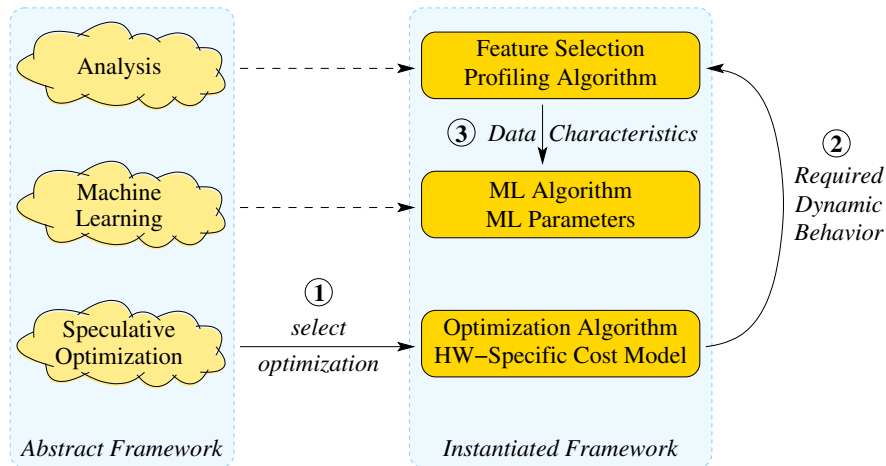 Analysis
Feature Selection
Profiling Algorithm
3 Data Characteristics
2
Required
Dynamic
Behavior
Machine
Learning
ML Algorithm
ML Parameters
1
select
optimization
Speculative
Optimization
Optimization Algorithm
HW−Specific Cost Model
Abstract Framework
Instantiated Framework